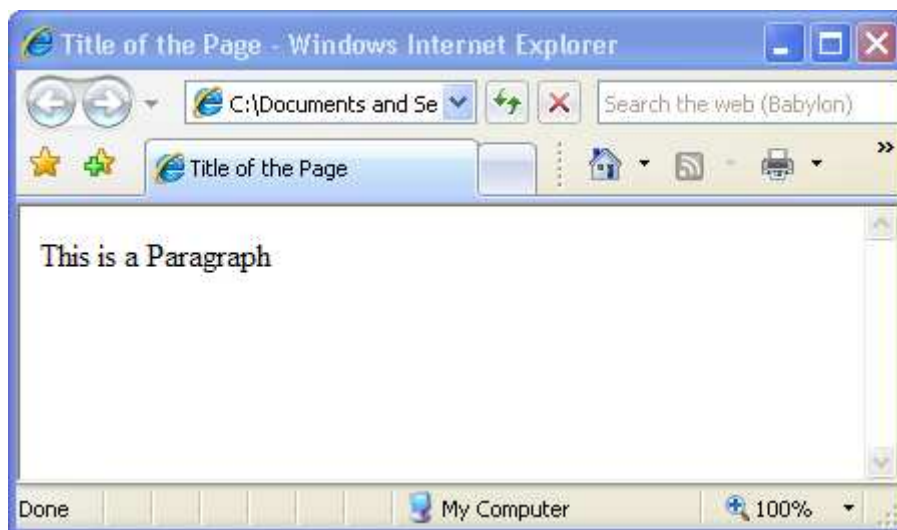 Title of the Page - Windows Internet Explorer
C:\Documents and Se
Search the web (Babylon)
Title of the Page
»
This is a Paragraph
Done
My Computer
100%